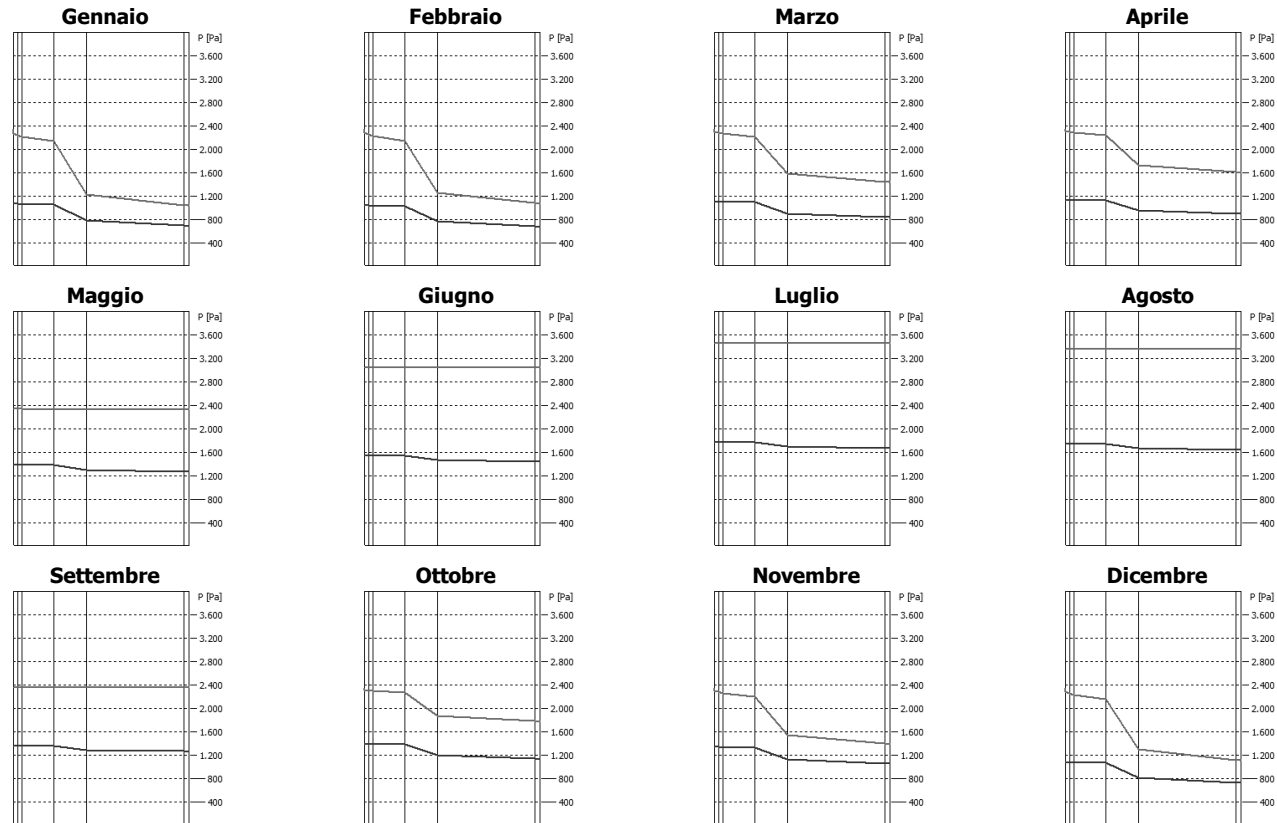 Gennaio Febbraio Marzo Aprile
P [Pa] P [Pa] P [Pa] P [Pa]
3.600 3.600 3.600 3.600
3.200 3.200 3.200 3.200
2.800 2.800 2.800 2.800
2.400 2.400 2.400 2.400
2.000 2.000 2.000 2.000
1.600 1.600 1.600 1.600
1.200 1.200 1.200 1.200
800 800 800 800
400 400 400 400
Maggio Giugno Luglio Agosto
P [Pa] P [Pa] P [Pa] P [Pa]
3.600 3.600 3.600 3.600
3.200 3.200 3.200 3.200
2.800 2.800 2.800 2.800
2.400 2.400 2.400 2.400
2.000 2.000 2.000 2.000
1.600 1.600 1.600 1.600
1.200 1.200 1.200 1.200
800 800 800 800
400 400 400 400
Settembre Ottobre Novembre Dicembre
P [Pa] P [Pa] P [Pa] P [Pa]
3.600 3.600 3.600 3.600
3.200 3.200 3.200 3.200
2.800 2.800 2.800 2.800
2.400 2.400 2.400 2.400
2.000 2.000 2.000 2.000
1.600 1.600 1.600 1.600
1.200 1.200 1.200 1.200
800 800 800 800
400 400 400 400